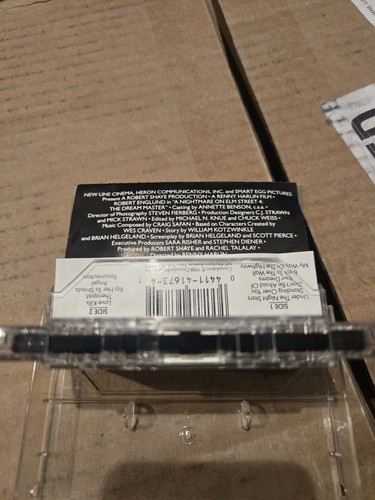 NEW LINE CINEMA, HERON COMMUNICATIONS, INC. and SMART EGG PICTURES
Present A ROBERT SHAYE PRODUCTION • A RENNY HARLIN FILM
ROBERT ENGLUND in "A NIGHTMARE ON ELM STREET 4:
THE DREAM MASTER" • Casting by ANNETTE BENSON, c.s.a. •
Director of Photography STEVEN FIERBERG • Production Designers C.J. STRAWN
and MICK STRAWN • Edited by MICHAEL N. KNUE and CHUCK WEISS •
Music Composed by CRAIG SAFAN • Based on Characters Created by
WES CRAVEN • Story by WILLIAM KOTZWINKLE
and BRIAN HELGELAND • Screenplay by BRIAN HELGELAND and SCOTT PIERCE •
Executive Producers SARA RISHER and STEPHEN DIENER •
Produced by ROBERT SHAYE and RACHEL TALALAY •
Directed by RENNY HARLIN
SIDE 1
Under The Night Stars
Standing Over You
Don't Be Afraid Of
Your Dreams
Back To The Wall
My Way Or The Highway
0 4411-41673-4 1
SIDE 2
Love Kills
Therapist
Rip Her To Shreds
Angel
Resurrection